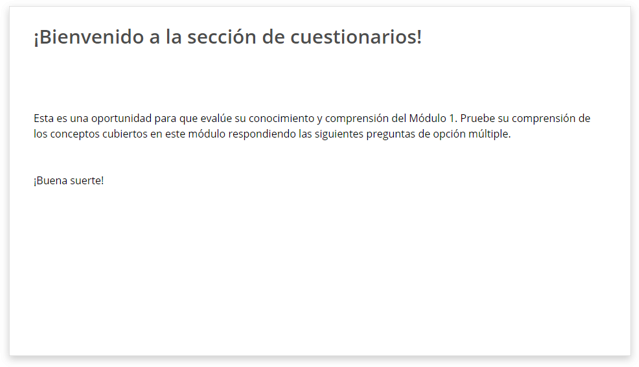 ¡Bienvenido a la sección de cuestionarios!
Esta es una oportunidad para que evalúe su conocimiento y comprensión del Módulo 1. Pruebe su comprensión de
los conceptos cubiertos en este módulo respondiendo las siguientes preguntas de opción múltiple.
¡Buena suerte!